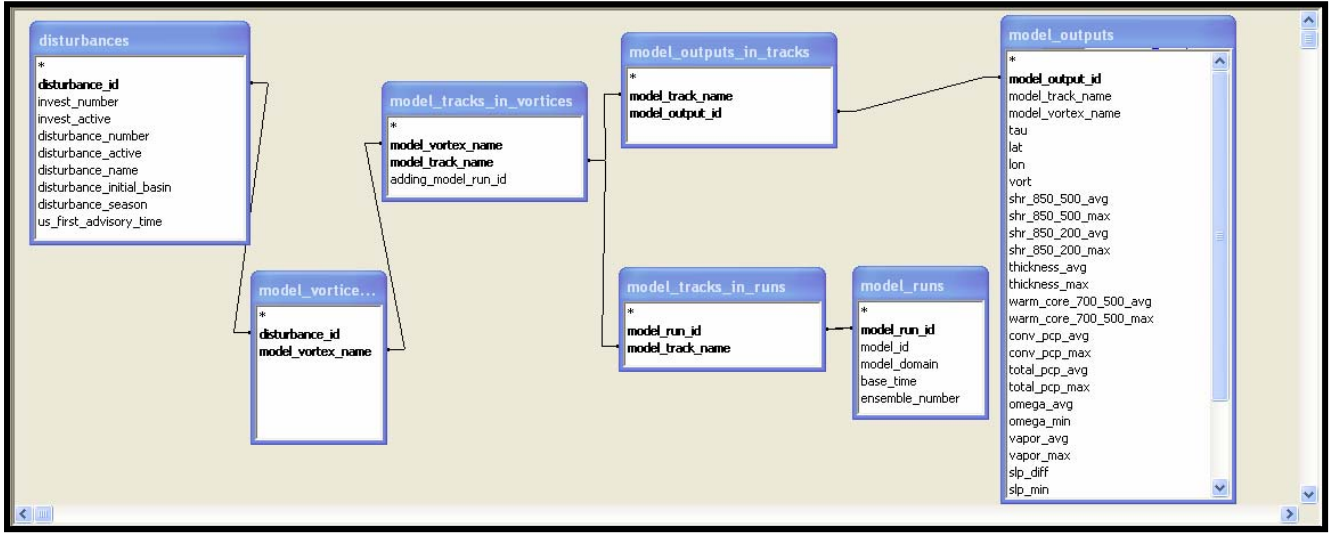 disturbances
*
disturbance_id
invest_number
invest_active
disturbance_number
disturbance_active
disturbance_name
disturbance_initial_basin
disturbance_season
us_first_advisory_time
model_vortice...
*
disturbance_id
model_vortex_name
model_tracks_in_vortices
*
model_vortex_name
model_track_name
adding_model_run_id
model_outputs_in_tracks
*
model_track_name
model_output_id
model_tracks_in_runs
*
model_run_id
model_track_name
model_runs
*
model_run_id
model_id
model_domain
base_time
ensemble_number
model_outputs
*
model_output_id
model_track_name
model_vortex_name
tau
lat
lon
vort
shr_850_500_avg
shr_850_500_max
shr_850_200_avg
shr_850_200_max
thickness_avg
thickness_max
warm_core_700_500_avg
warm_core_700_500_max
conv_pcp_avg
conv_pcp_max
total_pcp_avg
total_pcp_max
omega_avg
omega_min
vapor_avg
vapor_max
slp_diff
slp_min